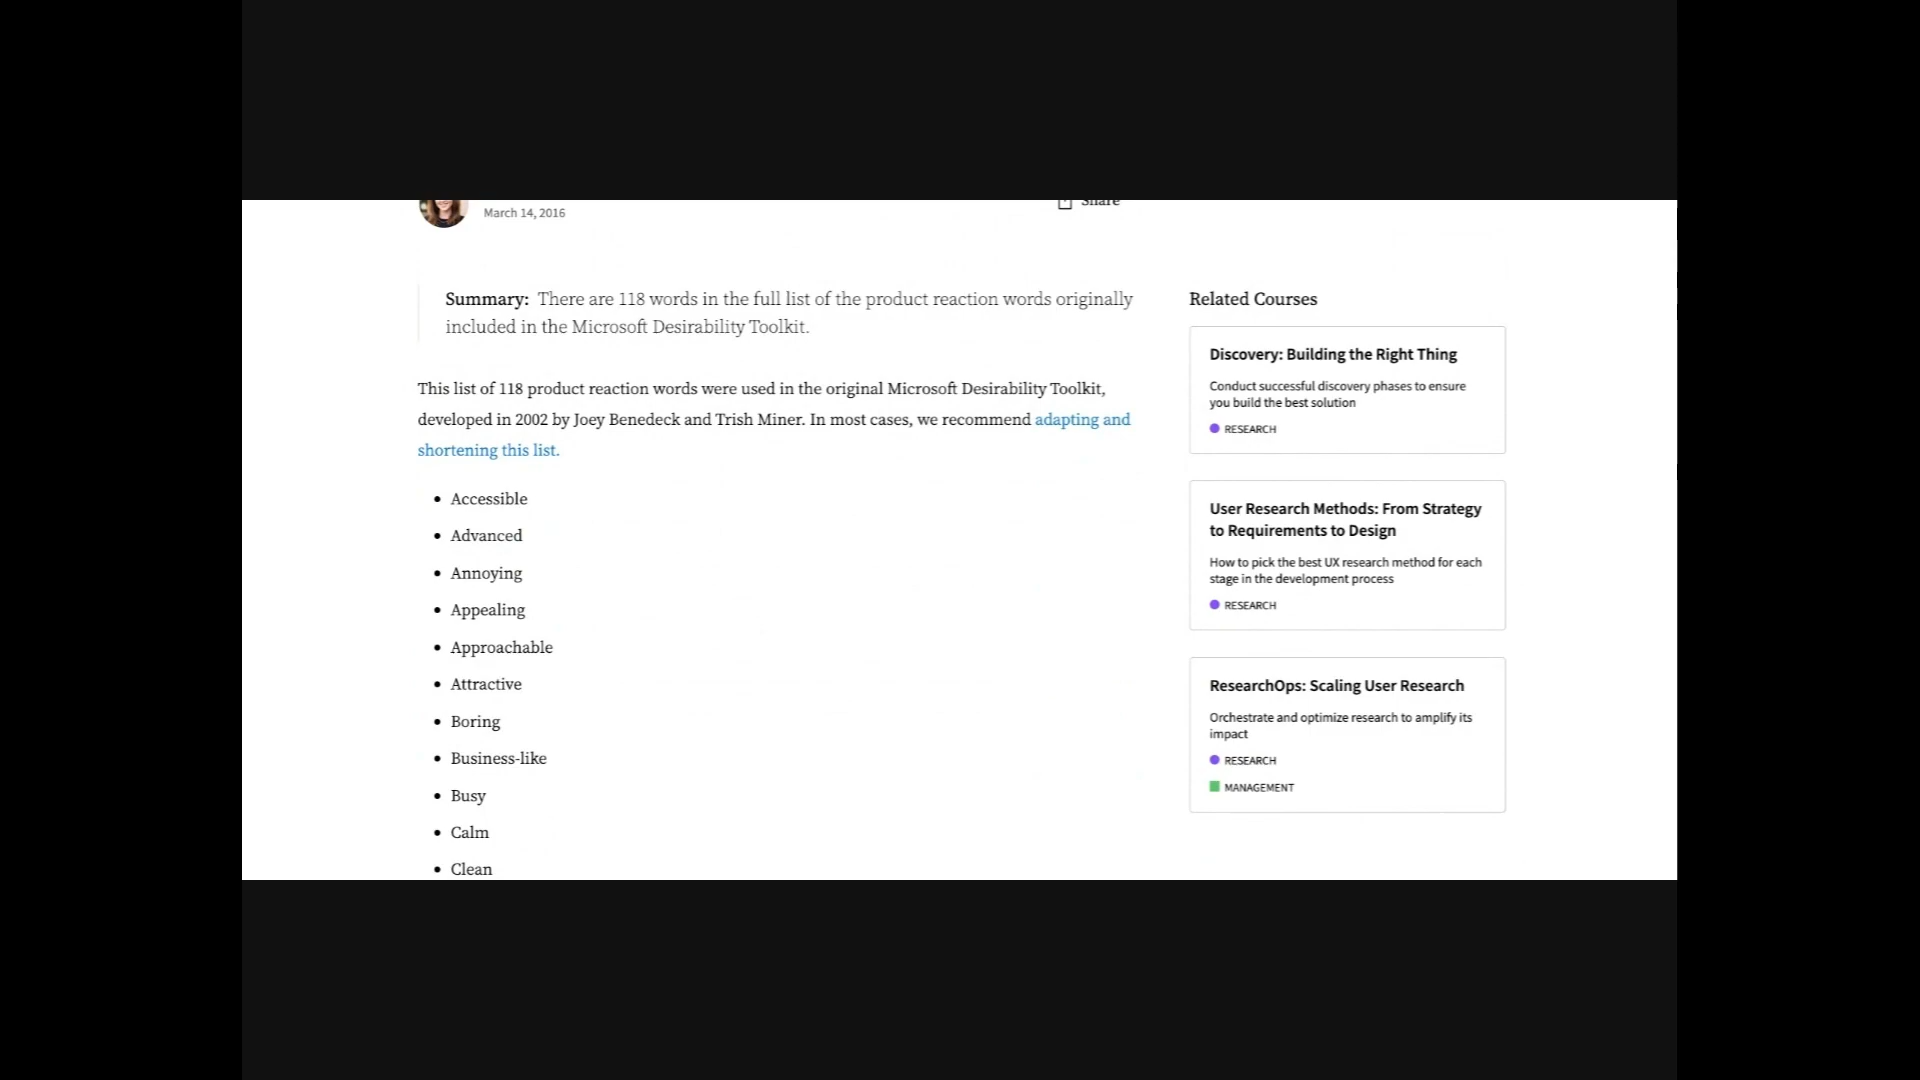 March 14, 2016
Share
Summary: There are 118 words in the full list of the product reaction words originally
included in the Microsoft Desirability Toolkit.
This list of 118 product reaction words were used in the original Microsoft Desirability Toolkit,
developed in 2002 by Joey Benedeck and Trish Miner. In most cases, we recommend adapting and
shortening this list.
• Accessible
• Advanced
• Annoying
• Appealing
• Approachable
• Attractive
• Boring
• Business-like
• Busy
• Calm
• Clean
Related Courses
Discovery: Building the Right Thing
Conduct successful discovery phases to ensure
you build the best solution
RESEARCH
User Research Methods: From Strategy
to Requirements to Design
How to pick the best UX research method for each
stage in the development process
RESEARCH
ResearchOps: Scaling User Research
Orchestrate and optimize research to amplify its
impact
RESEARCH
MANAGEMENT